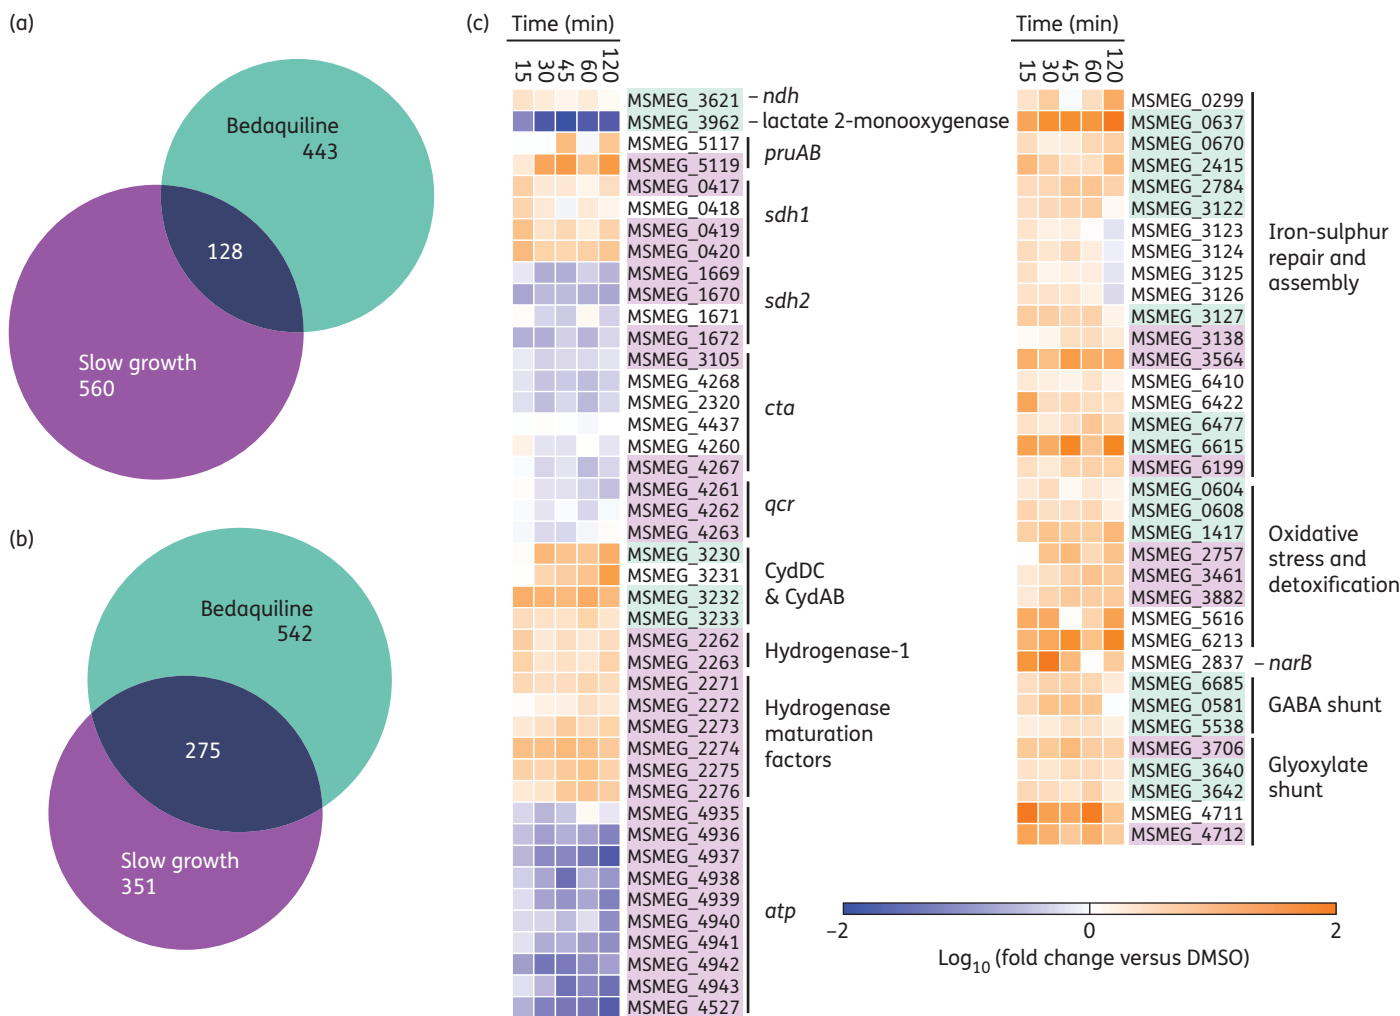 (a)
Bedaquiline
443
128
Slow growth
560
(b)
Bedaquiline
542
275
Slow growth
351
(c)
Time (min)
15 30 45 60 120
MSMEG_3621
MSMEG_3962
MSMEG_5117
MSMEG_5119
MSMEG_0417
MSMEG_0418
MSMEG_0419
MSMEG_0420
MSMEG_1669
MSMEG_1670
MSMEG_1671
MSMEG_1672
MSMEG_3105
MSMEG_4268
MSMEG_2320
MSMEG_4437
MSMEG_4260
MSMEG_4267
MSMEG_4261
MSMEG_4262
MSMEG_4263
MSMEG_3230
MSMEG_3231
MSMEG_3232
MSMEG_3233
MSMEG_2262
MSMEG_2263
MSMEG_2271
MSMEG_2272
MSMEG_2273
MSMEG_2274
MSMEG_2275
MSMEG_2276
MSMEG_4935
MSMEG_4936
MSMEG_4937
MSMEG_4938
MSMEG_4939
MSMEG_4940
MSMEG_4941
MSMEG_4942
MSMEG_4943
MSMEG_4527
ndh
lactate 2-monooxygenase
pruAB
sdh1
sdh2
cta
qcr
CydDC
& CydAB
Hydrogenase-1
Hydrogenase
maturation
factors
atp
Time (min)
15 30 45 60 120
MSMEG_0299
MSMEG_0637
MSMEG_0670
MSMEG_2415
MSMEG_2784
MSMEG_3122
MSMEG_3123
MSMEG_3124
MSMEG_3125
MSMEG_3126
MSMEG_3127
MSMEG_3138
MSMEG_3564
MSMEG_6410
MSMEG_6422
MSMEG_6477
MSMEG_6615
MSMEG_6199
MSMEG_0604
MSMEG_0608
MSMEG_1417
MSMEG_2757
MSMEG_3461
MSMEG_3882
MSMEG_5616
MSMEG_6213
MSMEG_2837
MSMEG_6685
MSMEG_0581
MSMEG_5538
MSMEG_3706
MSMEG_3640
MSMEG_3642
MSMEG_4711
MSMEG_4712
Iron-sulphur
repair and
assembly
Oxidative
stress and
detoxification
narB
GABA shunt
Glyoxylate
shunt
−2 0 2
Log10 (fold change versus DMSO)